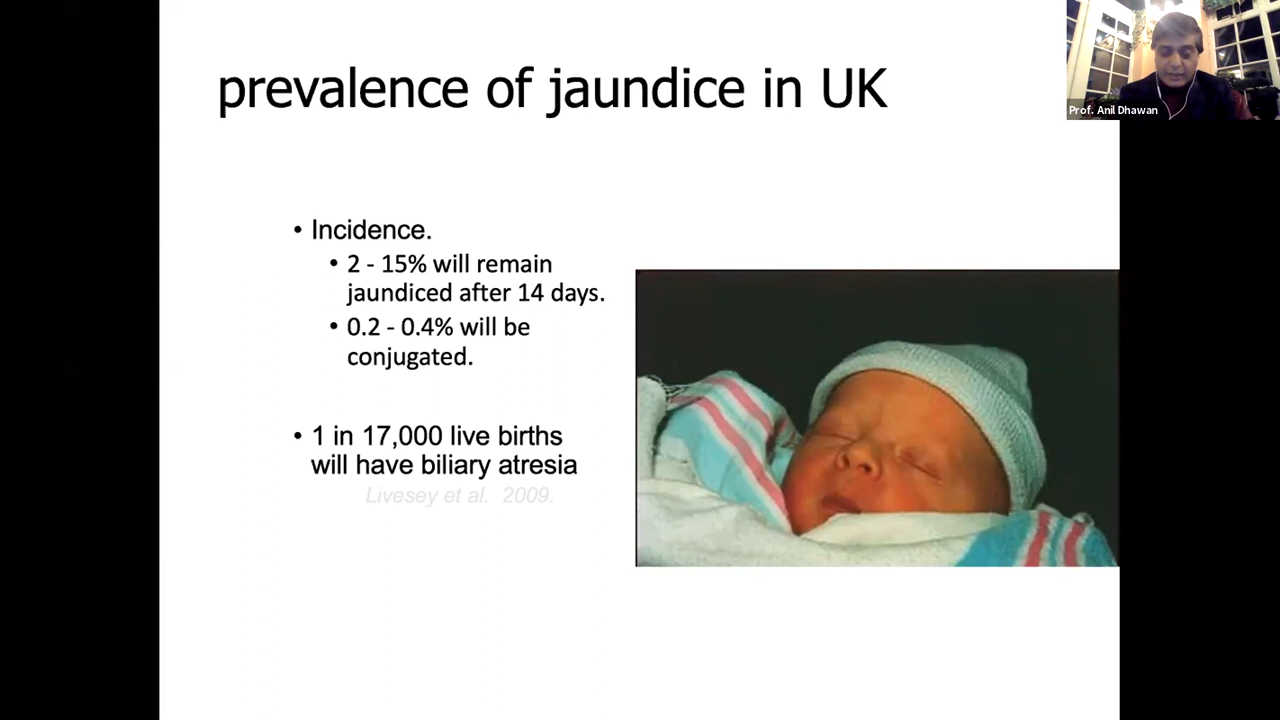 prevalence of jaundice in UK
Prof. Anil Dhawan
• Incidence.
• 2 - 15% will remain
jaundiced after 14 days.
• 0.2 - 0.4% will be
conjugated.
• 1 in 17,000 live births
will have biliary atresia
Livesey et al. 2009.